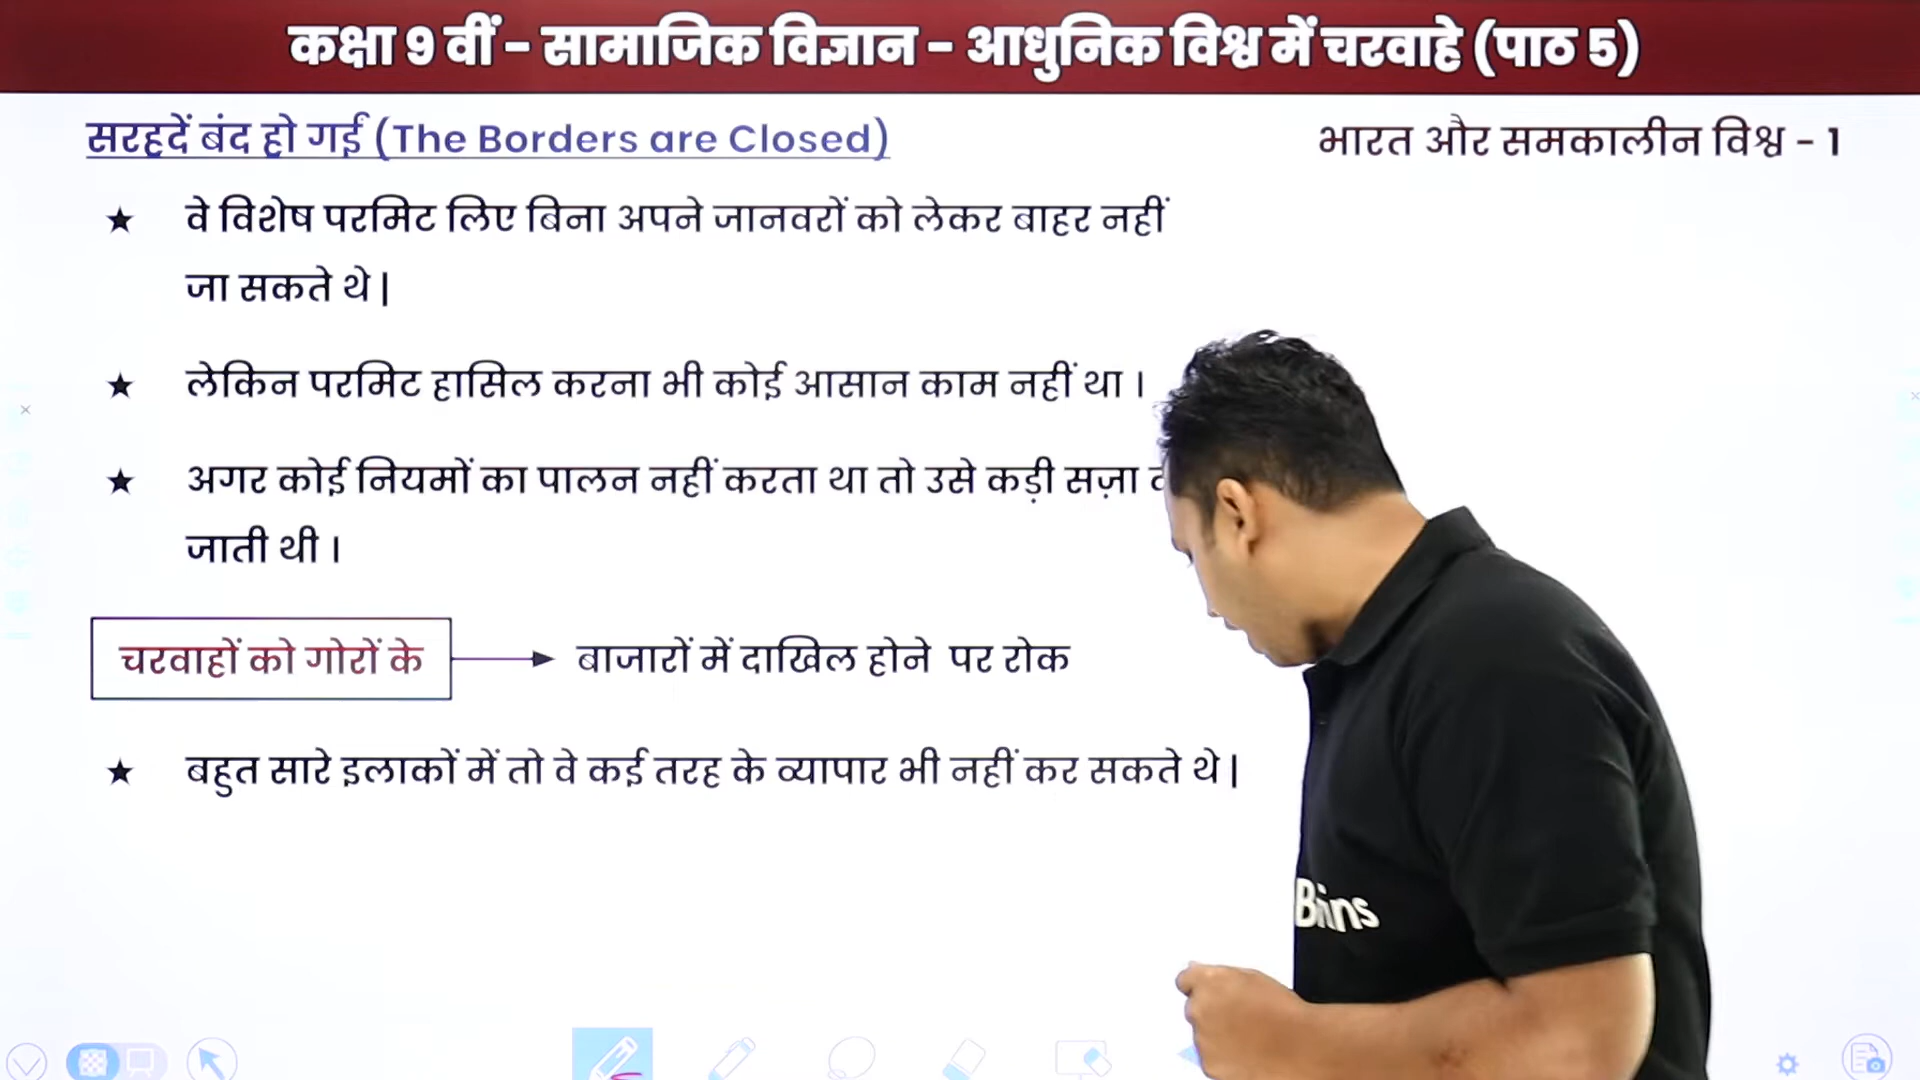 कक्षा 9 वीं - सामाजिक विज्ञान - आधुनिक विश्व में चरवाहे (पाठ 5)
सरहदें बंद हो गईं (The Borders are Closed)
भारत और समकालीन विश्व - 1
★ वे विशेष परमिट लिए बिना अपने जानवरों को लेकर बाहर नहीं
जा सकते थे |
★ लेकिन परमिट हासिल करना भी कोई आसान काम नहीं था ।
★ अगर कोई नियमों का पालन नहीं करता था तो उसे कड़ी सज़ा
जाती थी ।
चरवाहों को गोरों के
बाजारों में दाखिल होने पर रोक
★ बहुत सारे इलाकों में तो वे कई तरह के व्यापार भी नहीं कर सकते थे |